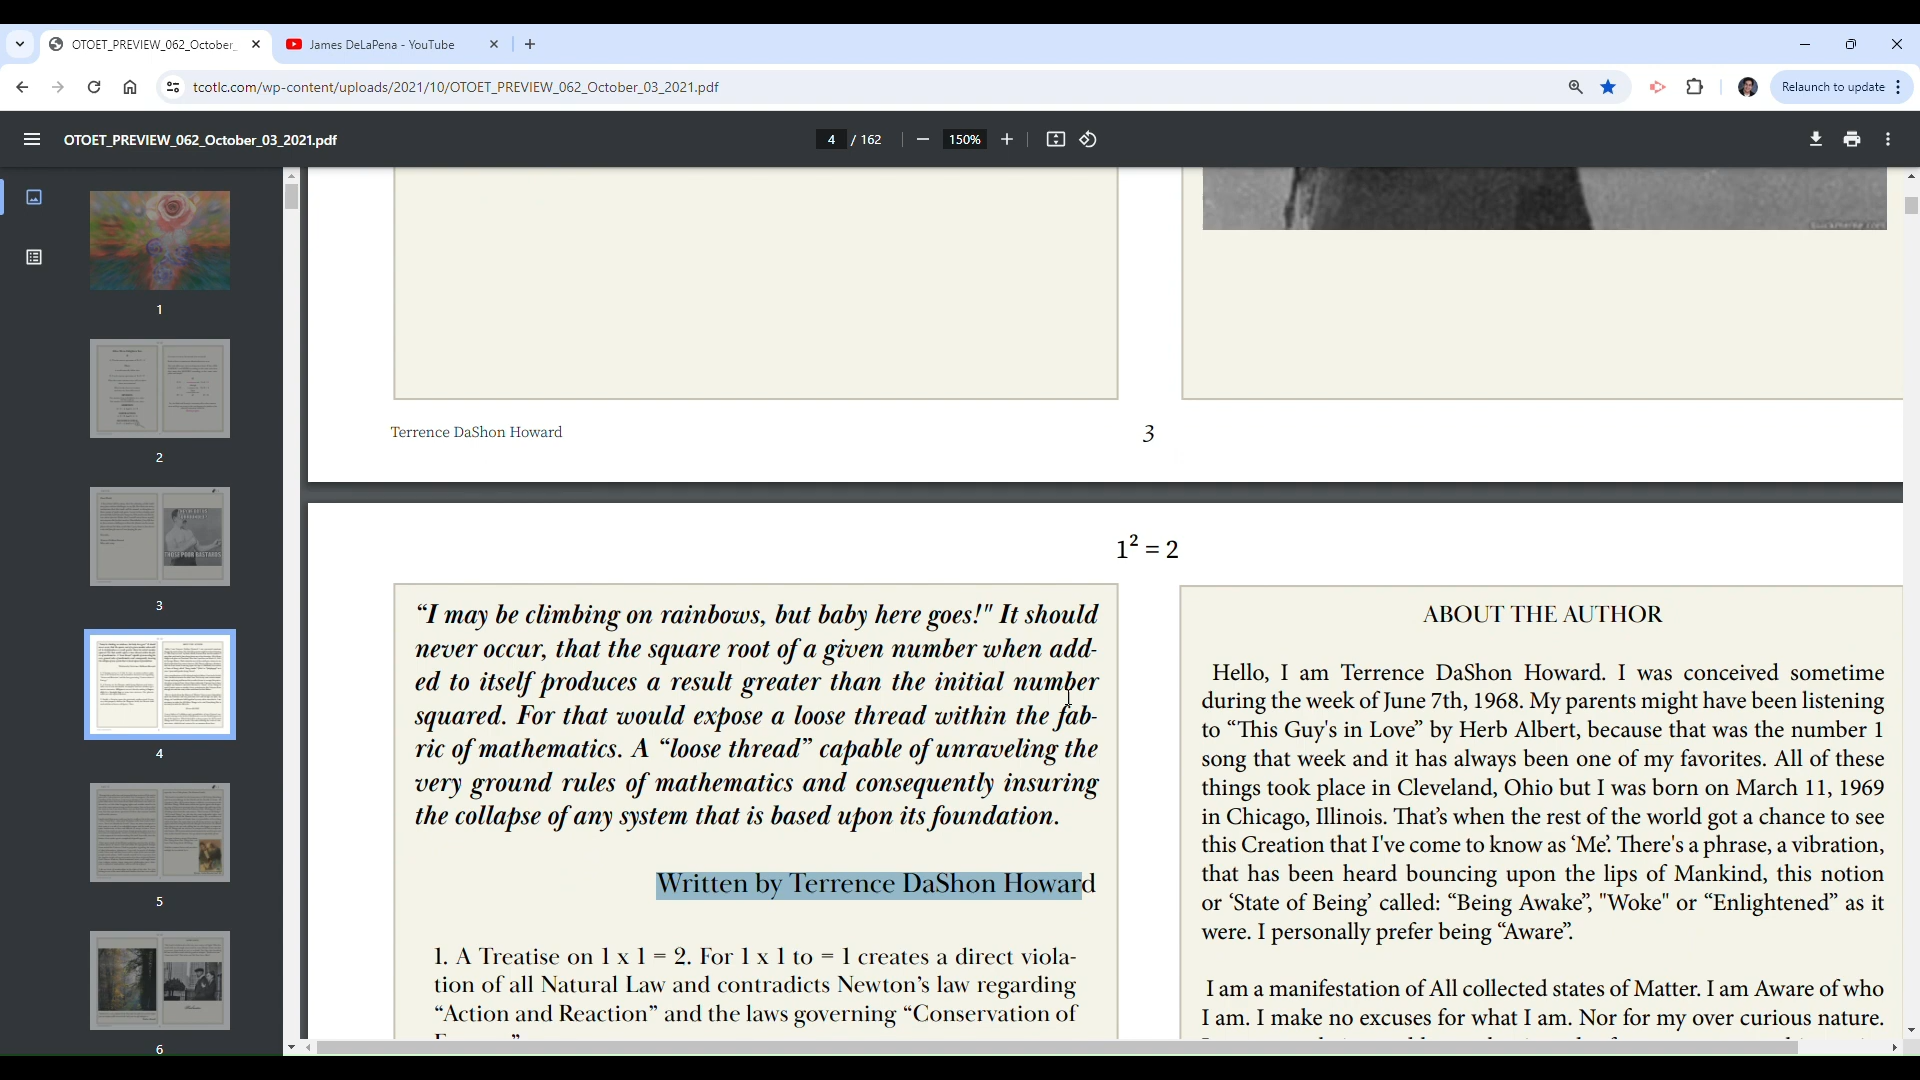 OTOET_PREVIEW_062_October_
James DeLaPena - YouTube
tcotlc.com/wp-content/uploads/2021/10/OTOET_PREVIEW_062_October_03_2021.pdf
Relaunch to update
OTOET_PREVIEW_062_October_03_2021.pdf
4 / 162
150%
1
2
3
4
5
6
Terrence DaShon Howard
3
1² = 2
“I may be climbing on rainbows, but baby here goes!" It should
never occur, that the square root of a given number when add-
ed to itself produces a result greater than the initial number
squared. For that would expose a loose thread within the fab-
ric of mathematics. A “loose thread” capable of unraveling the
very ground rules of mathematics and consequently insuring
the collapse of any system that is based upon its foundation.
Written by Terrence DaShon Howard
1. A Treatise on 1 x 1 = 2. For 1 x 1 to = 1 creates a direct viola-
tion of all Natural Law and contradicts Newton’s law regarding
“Action and Reaction” and the laws governing “Conservation of
ABOUT THE AUTHOR
Hello, I am Terrence DaShon Howard. I was conceived sometime
during the week of June 7th, 1968. My parents might have been listening
to “This Guy's in Love” by Herb Albert, because that was the number 1
song that week and it has always been one of my favorites. All of these
things took place in Cleveland, Ohio but I was born on March 11, 1969
in Chicago, Illinois. That’s when the rest of the world got a chance to see
this Creation that I've come to know as ‘Me’. There's a phrase, a vibration,
that has been heard bouncing upon the lips of Mankind, this notion
or ‘State of Being’ called: “Being Awake”, "Woke" or “Enlightened” as it
were. I personally prefer being “Aware”.
I am a manifestation of All collected states of Matter. I am Aware of who
I am. I make no excuses for what I am. Nor for my over curious nature.